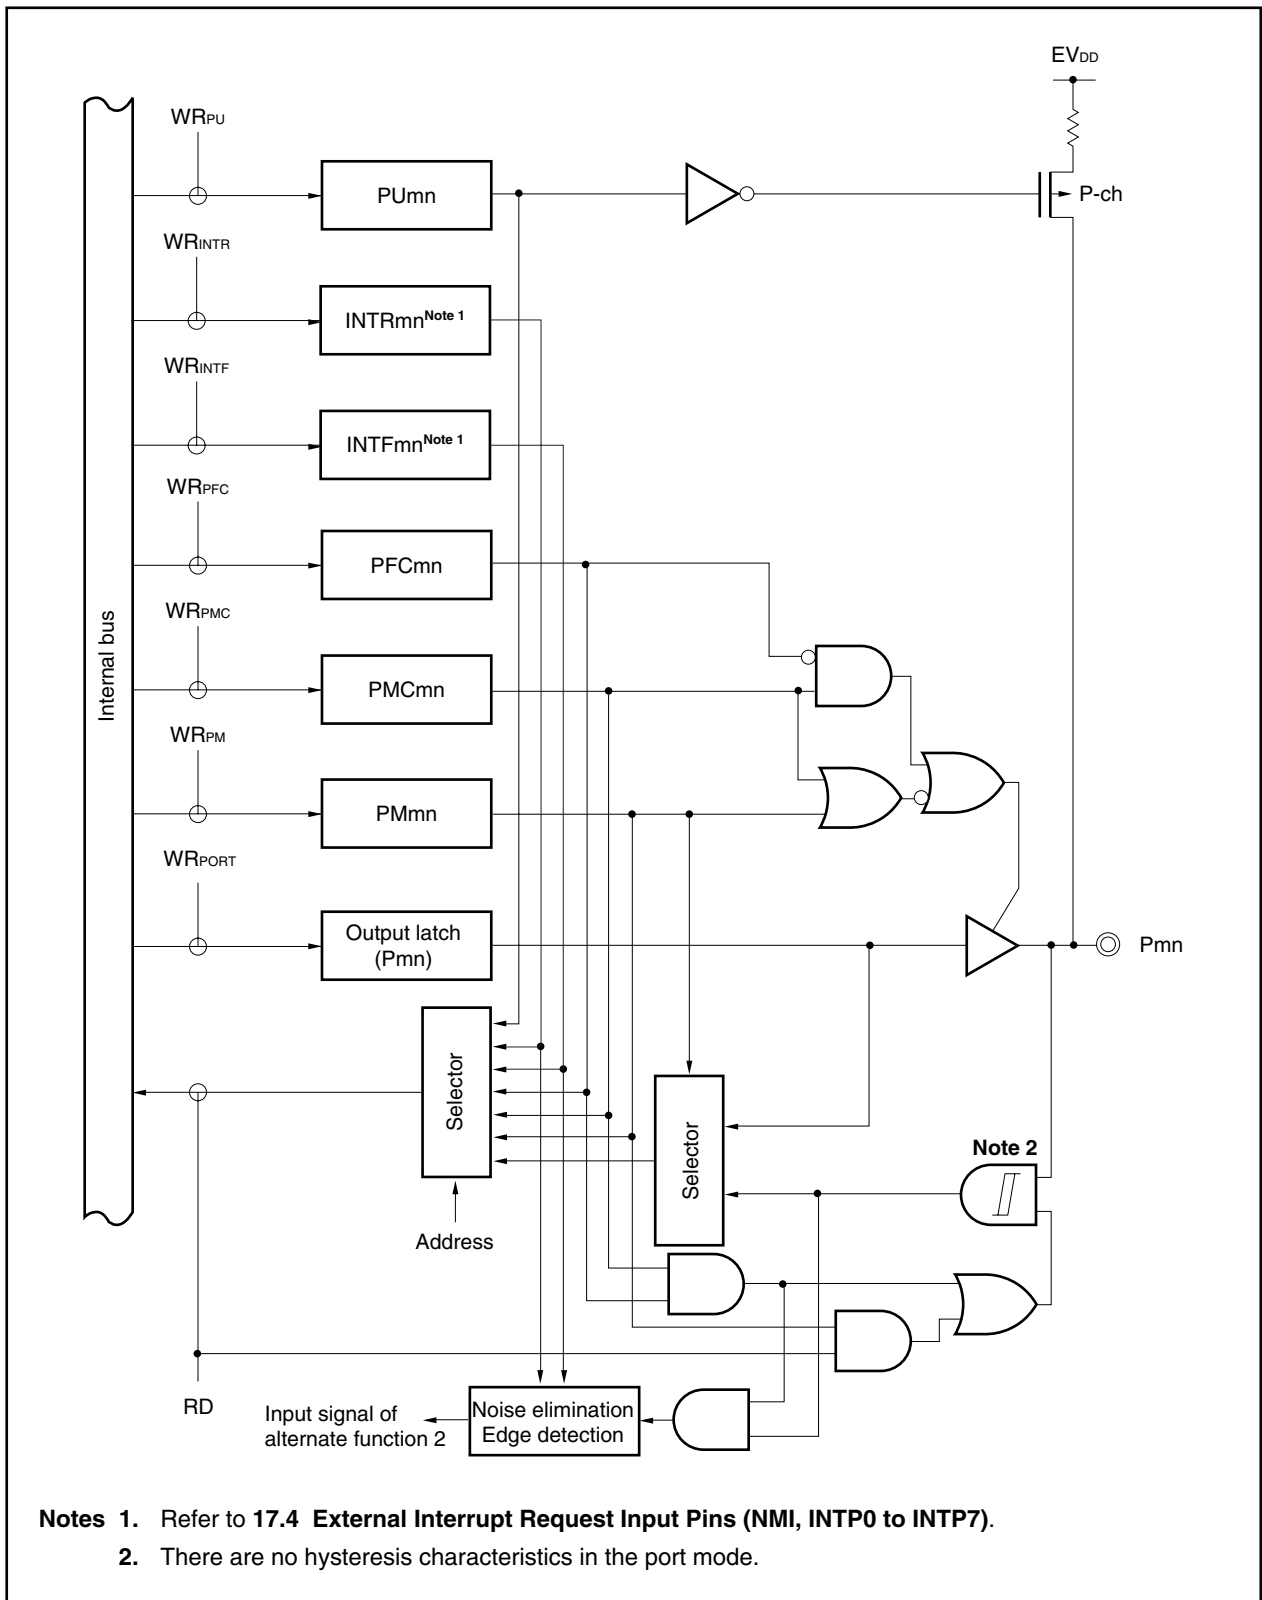 EVDD
WRPU
PUmn
P-ch
WRINTR
INTRmnNote 1
WRINTF
INTFmnNote 1
WRPFC
PFCmn
WRPMC
PMCmn
Internal bus
WRPM
PMmn
WRPORT
Output latch
(Pmn)
Pmn
Selector
Selector
Note 2
Address
RD
Input signal of
alternate function 2
Noise elimination
Edge detection
Notes 1. Refer to 17.4 External Interrupt Request Input Pins (NMI, INTP0 to INTP7).
2. There are no hysteresis characteristics in the port mode.